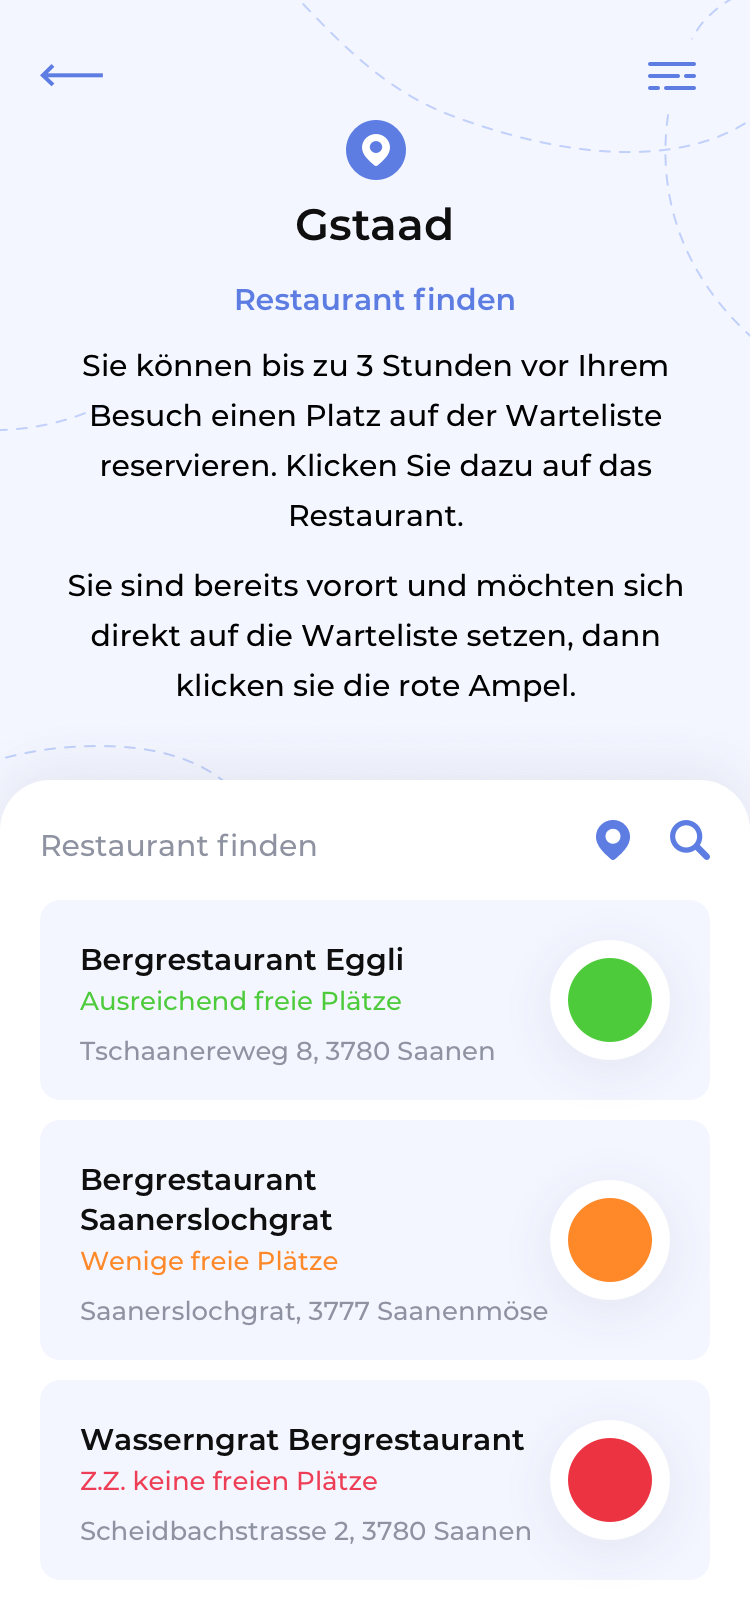 Gstaad
Restaurant finden
Sie können bis zu 3 Stunden vor Ihrem
Besuch einen Platz auf der Warteliste
reservieren. Klicken Sie dazu auf das
Restaurant.
Sie sind bereits vorort und möchten sich
direkt auf die Warteliste setzen, dann
klicken sie die rote Ampel.
Restaurant finden
Bergrestaurant Eggli
Ausreichend freie Plätze
Tschaanereweg 8, 3780 Saanen
Bergrestaurant
Saanerslochgrat
Wenige freie Plätze
Saanerslochgrat, 3777 Saanenmöse
Wasserngrat Bergrestaurant
Z.Z. keine freien Plätze
Scheidbachstrasse 2, 3780 Saanen